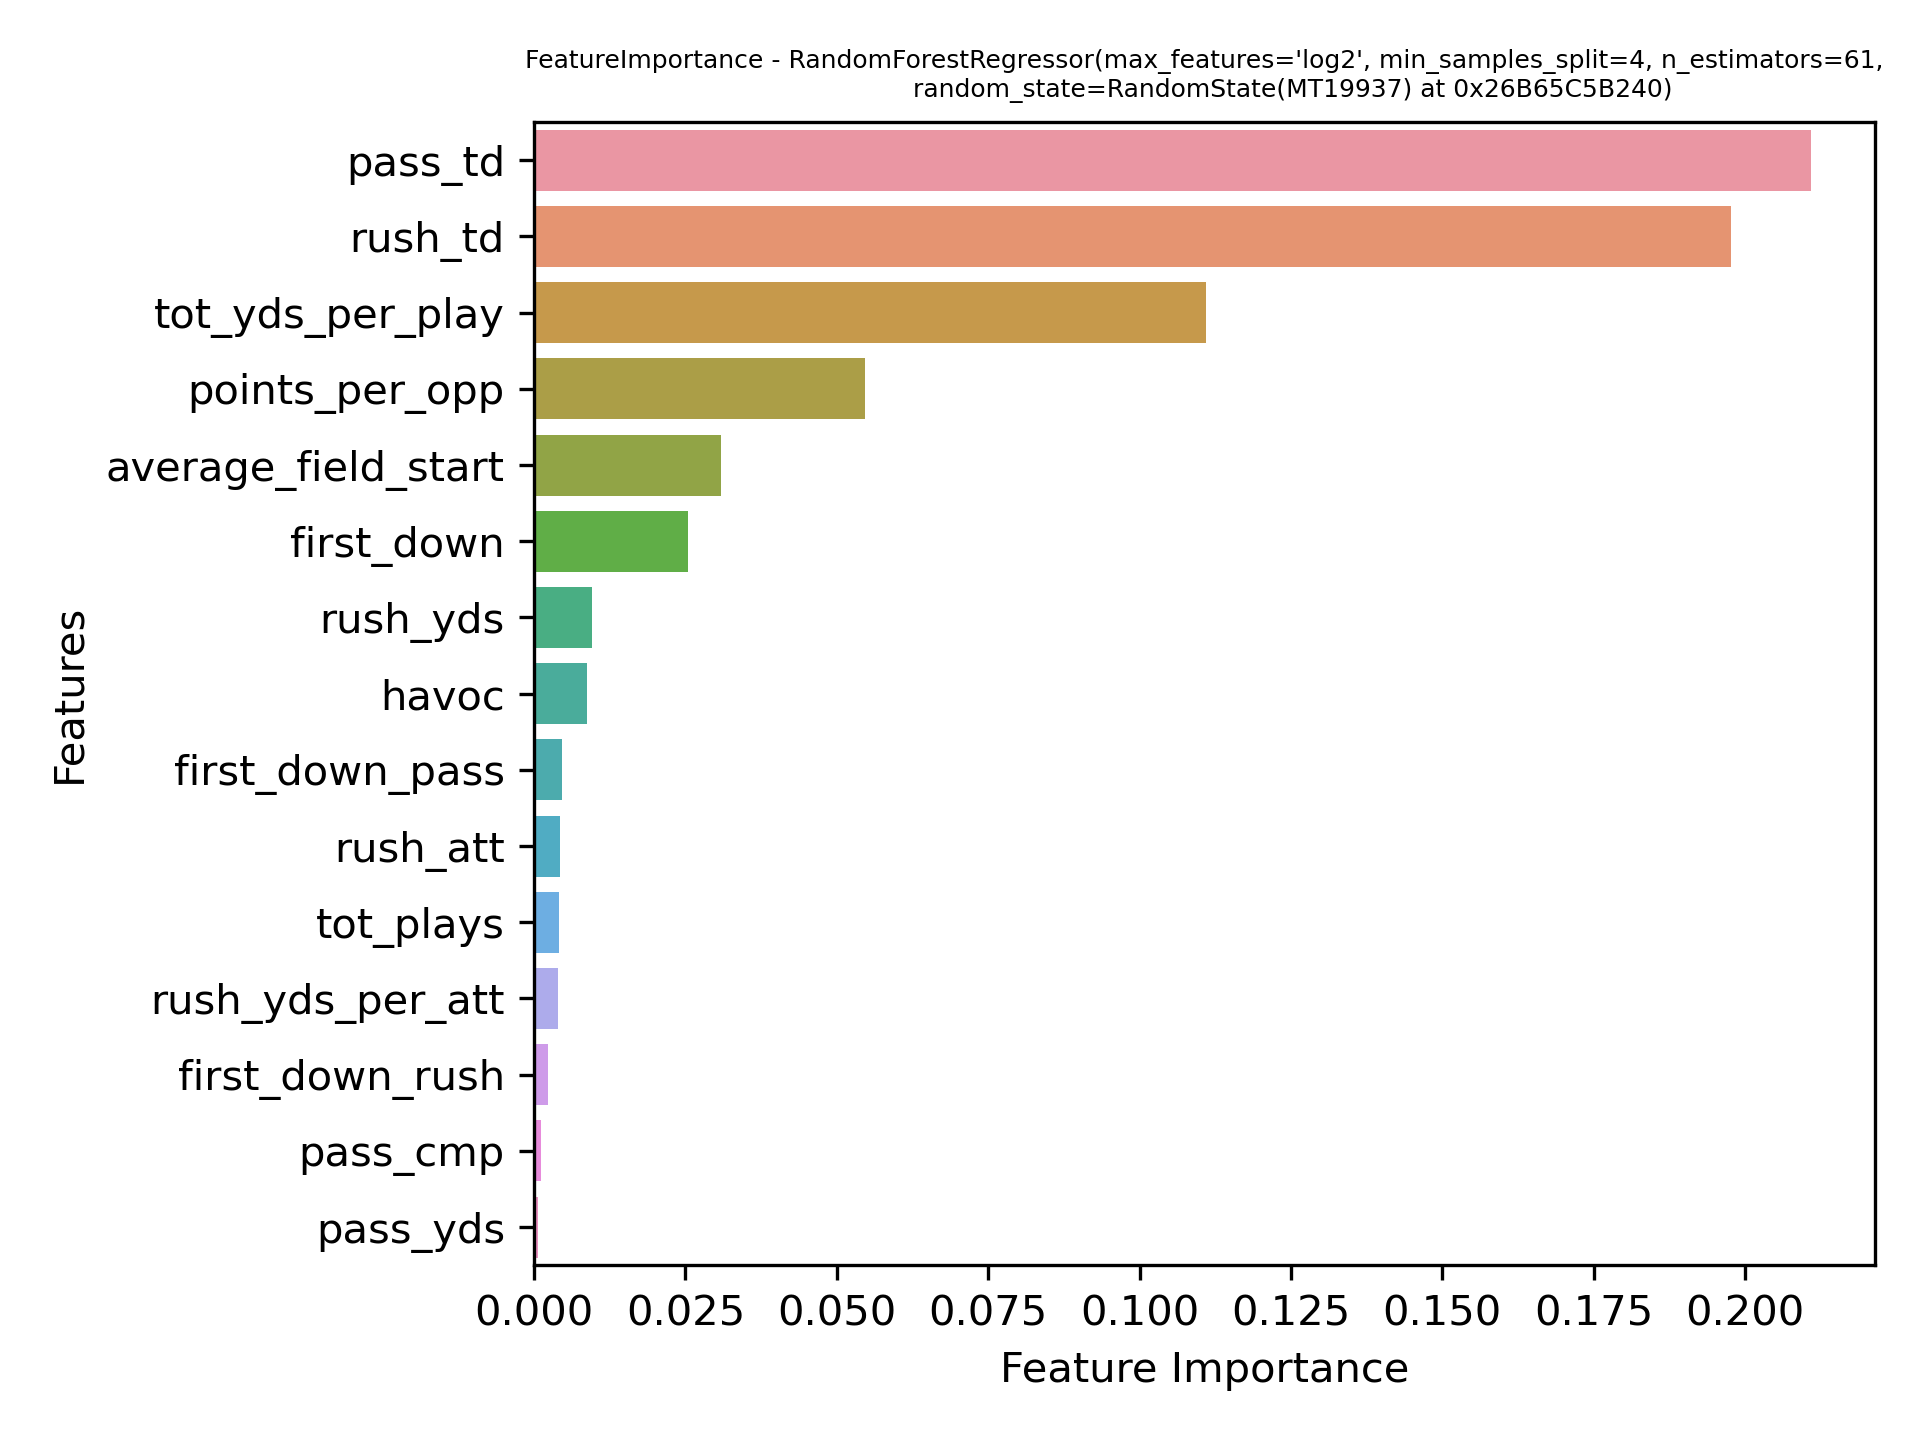 FeatureImportance - RandomForestRegressor(max_features='log2', min_samples_split=4, n_estimators=61,
random_state=RandomState(MT19937) at 0x26B65C5B240)
pass_td
rush_td
tot_yds_per_play
points_per_opp
average_field_start
first_down
rush_yds
havoc
first_down_pass
rush_att
tot_plays
rush_yds_per_att
first_down_rush
pass_cmp
pass_yds
Features
0.000 0.025 0.050 0.075 0.100 0.125 0.150 0.175 0.200
Feature Importance